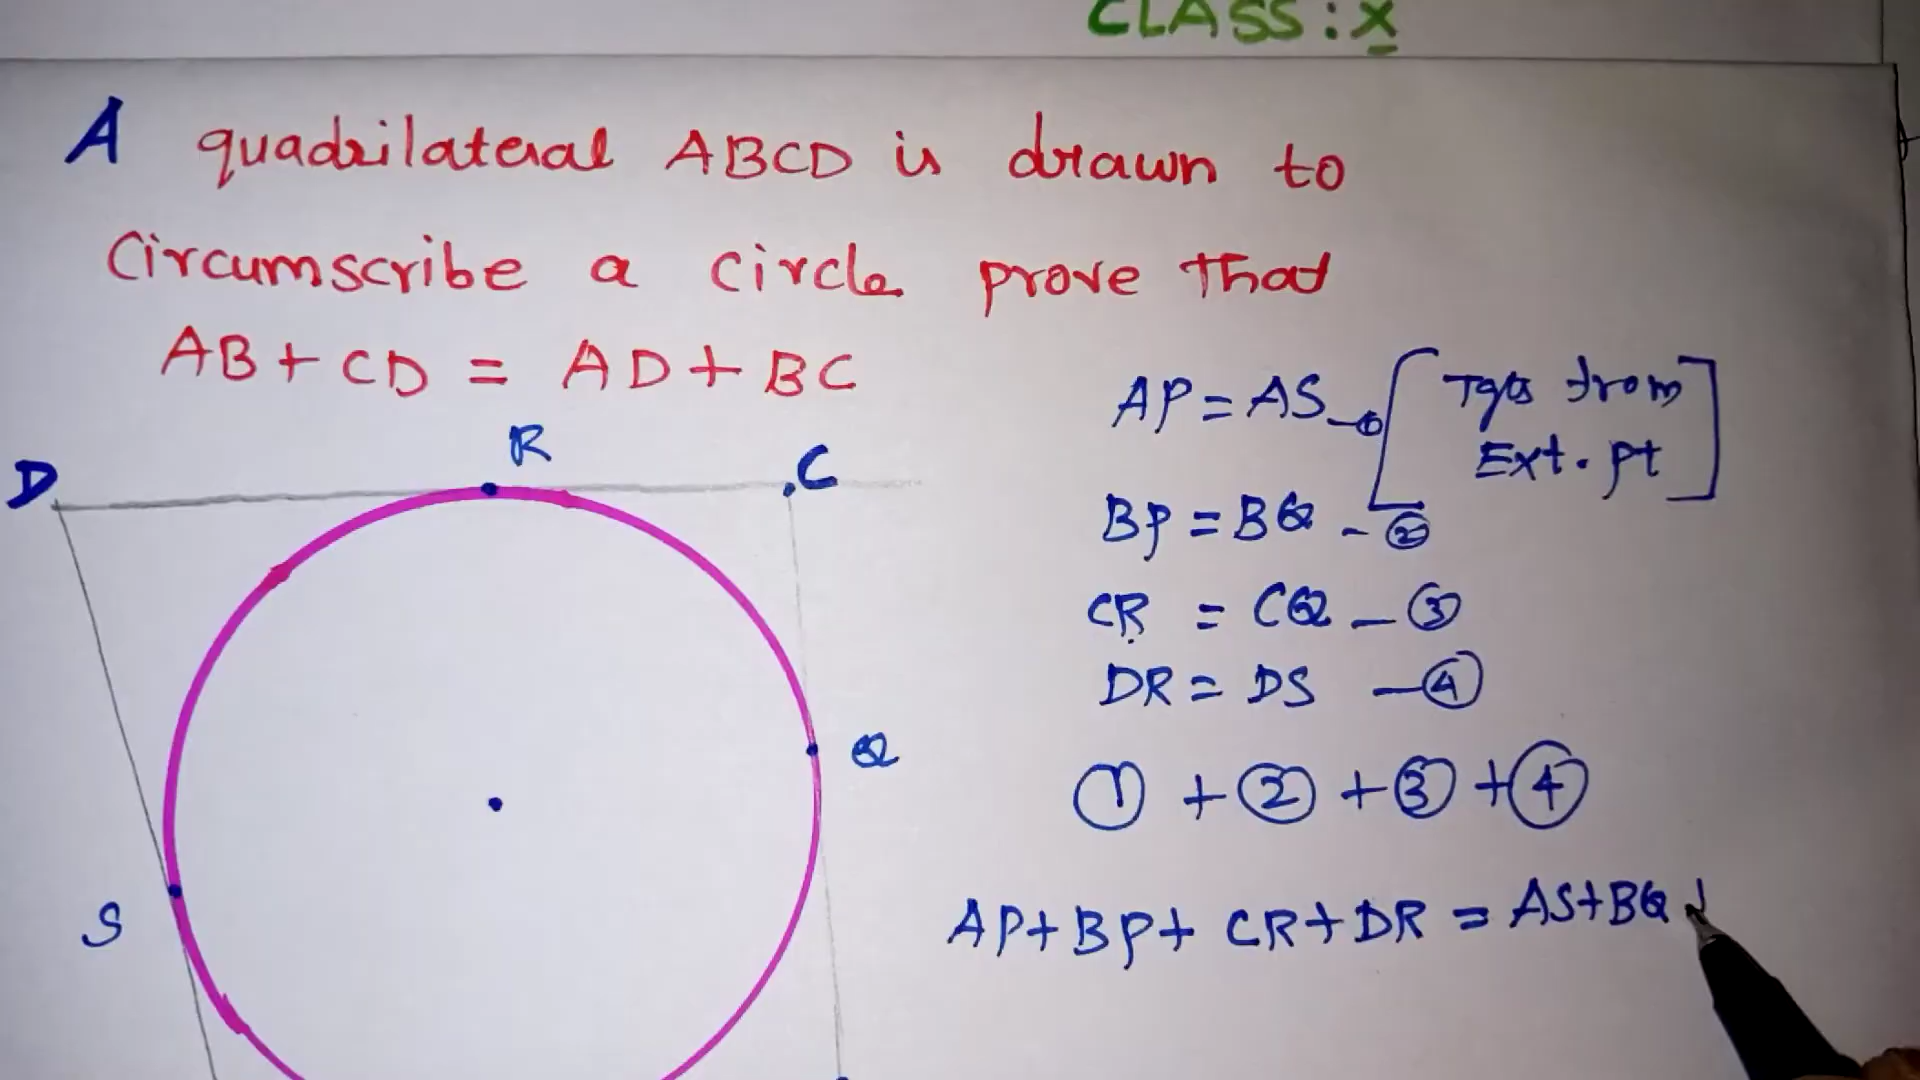 CLASS : X
A quadrilateral ABCD is drawn to
Circumscribe a circle prove that
AB + CD = AD + BC
R
D
C
Q
S
AP = AS - ① [Tgts from
Ext. pt]
BP = BQ - ②
CR = CQ - ③
DR = DS - ④
① + ② + ③ + ④
AP + BP + CR + DR = AS + BQ